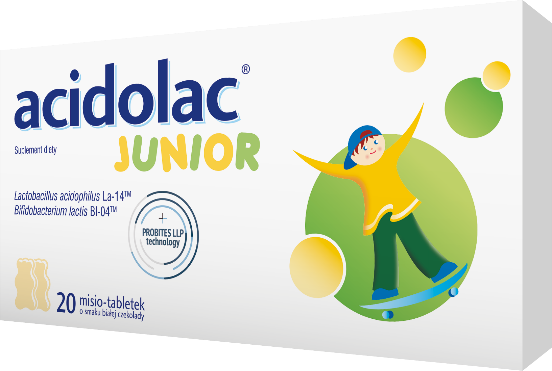 acidolac®
JUNIOR
Suplement diety
Lactobacillus acidophilus La-14™
Bifidobacterium lactis Bl-04™
PROBITES LLP
technology
20 misio-tabletek
o smaku białej czekolady